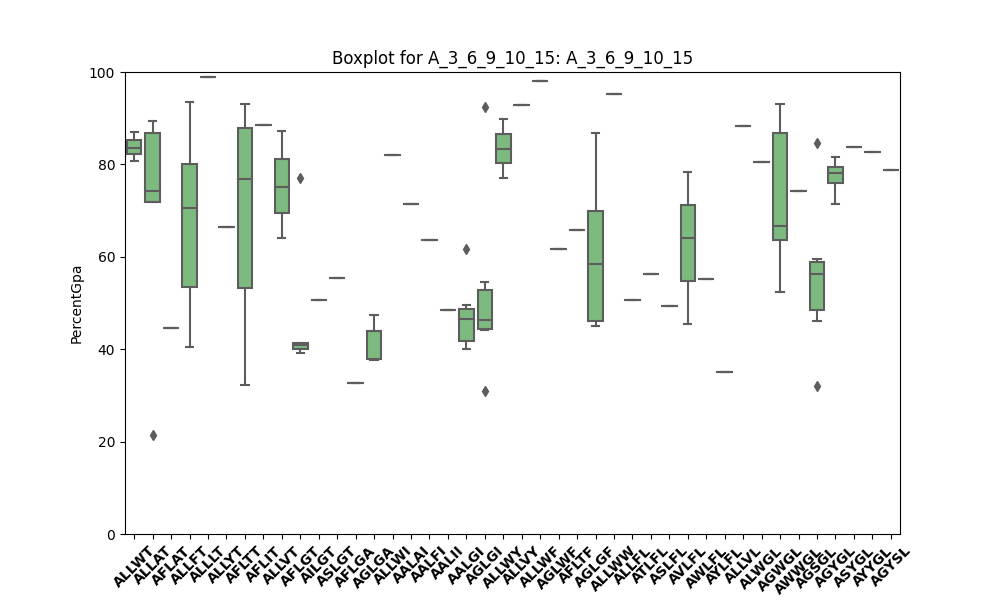 Boxplot for A_3_6_9_10_15: A_3_6_9_10_15
100
80
60
40
20
0
PercentGpa
ALLWT
ALLAT
AFLAT
ALLFT
ALLLT
ALLYT
AFLTT
AFLIT
ALLVT
AFLGT
AILGT
ASLGT
AFLGA
AGLGA
ALLWI
AALAI
AALFI
AALII
AALGI
AGLGI
ALLWY
ALLVY
ALLWF
AGLWF
AFLTF
AGLGF
ALLWW
ALLFL
ATLFL
ASLFL
AVLFL
AWLFL
AYLFL
ALLVL
ALWGL
AGWGL
AWWGL
AGSGL
AGYGL
ASYGL
AYYGL
AGYSL